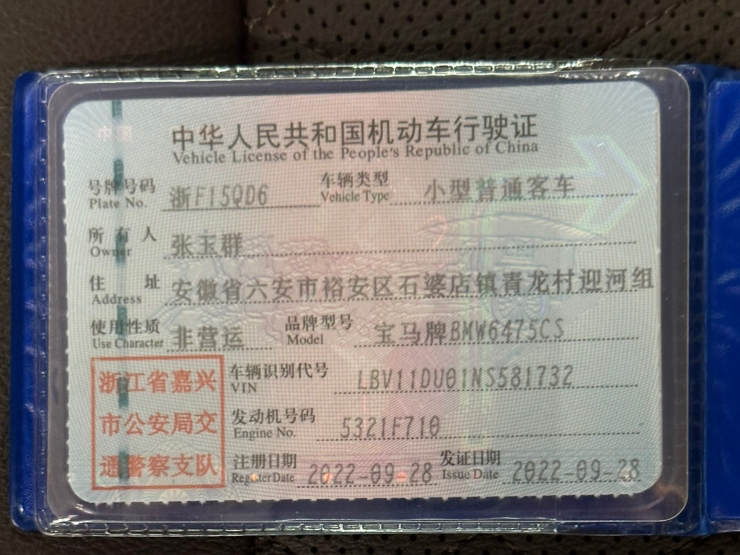 中华人民共和国机动车行驶证
Vehicle License of the People's Republic of China
号牌号码 浙F15QD6 车辆类型 小型普通客车
Plate No. Vehicle Type
所有人 张玉群
Owner
住址 安徽省六安市裕安区石婆店镇青龙村迎河组
Address
使用性质 非营运 品牌型号 宝马牌BMW6475CS
Use Character Model
浙江省嘉兴
市公安局交
通警察支队
车辆识别代号 LBV11DU01NS581732
VIN
发动机号码 5321F710
Engine No.
注册日期 2022-09-28 发证日期 2022-09-28
Register Date Issue Date